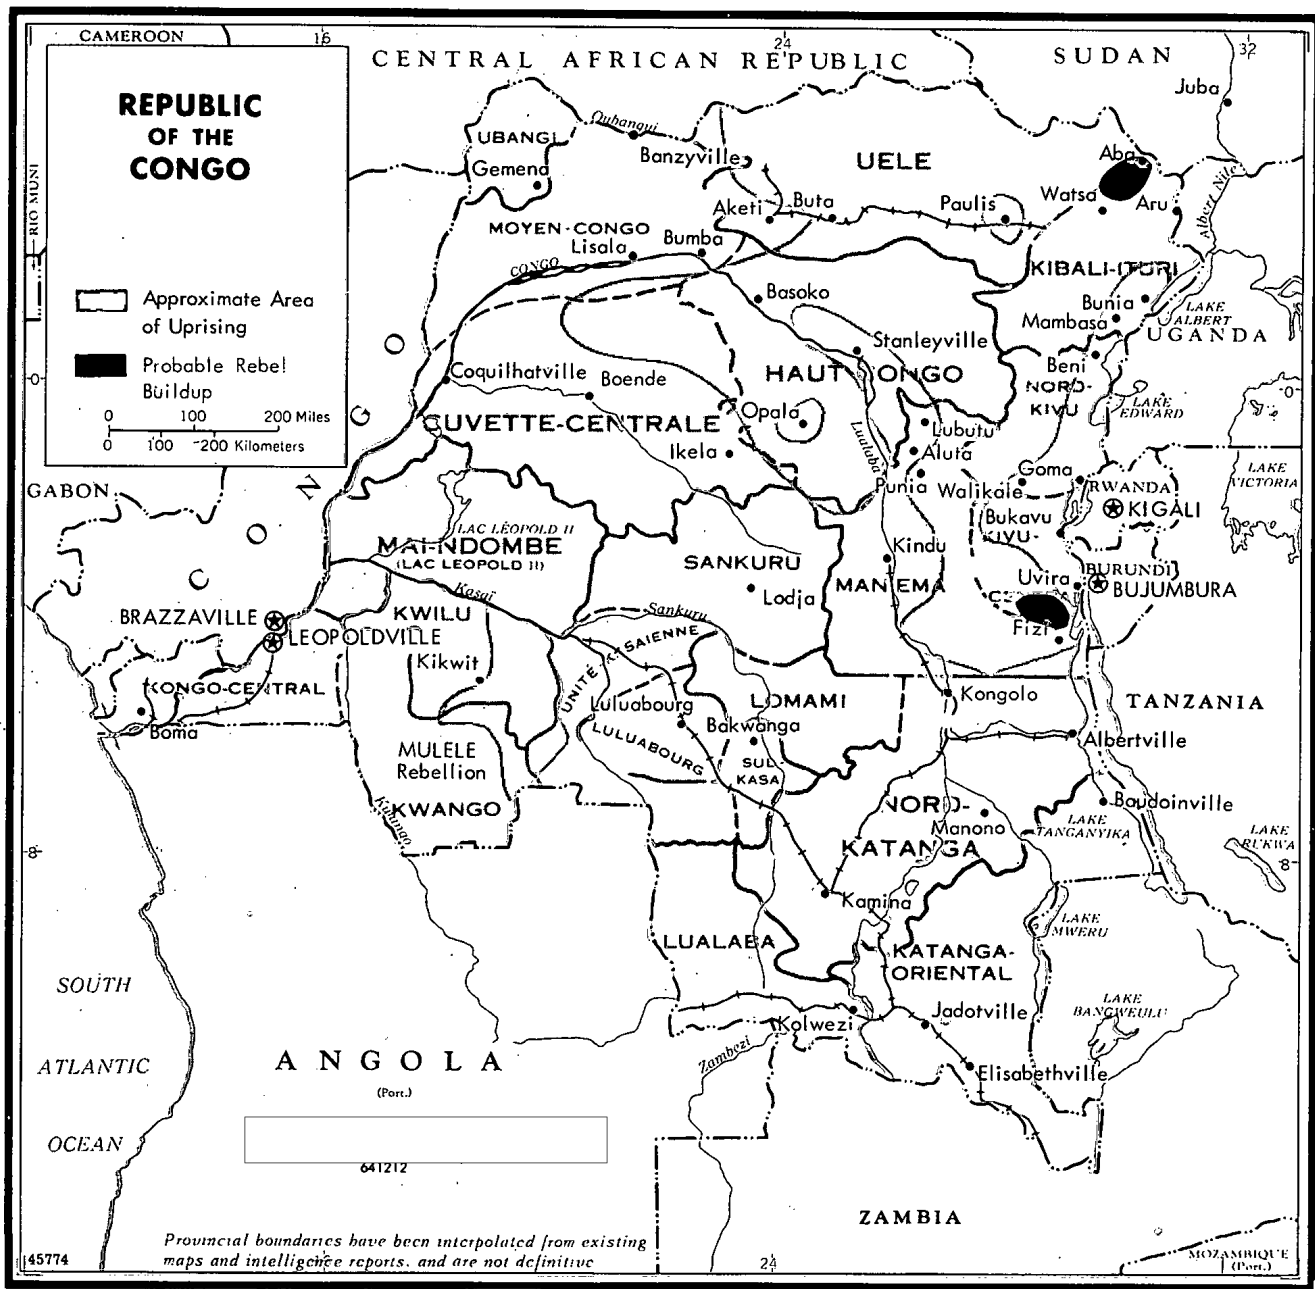 CAMEROON
16
24
32
CENTRAL AFRICAN REPUBLIC
SUDAN
Juba
REPUBLIC
OF THE
CONGO
Approximate Area
of Uprising
Probable Rebel
Buildup
0 100 200 Miles
0 100 200 Kilometers
RIO MUNI
UBANGI
Gemena
Oubangui
Banzyville
UELE
Aba
Watsa
Aru
Albert Nile
Aketi
Buta
Paulis
MOYEN-CONGO
Lisala
Bumba
CONGO
KIBALI-ITURI
Basoko
Bunia
Mambasa
LAKE
ALBERT
UGANDA
Stanleyville
Beni
0
Coquilhatville
Boende
HAUT CONGO
NORD-
KIVU
LAKE
EDWARD
0
CUVETTE-CENTRALE
Opala
Ikela
Lualaba
Lubutu
Aluta
Punia
Walikale
Goma
LAKE
VICTORIA
GABON
CONGO
RWANDA
KIGALI
Bukavu
KIVU-
LAC LÉOPOLD II
MAI-NDOMBE
(LAC LEOPOLD II)
SANKURU
Kindu
Lodja
MANIEMA
Uvira
BURUNDI
BUJUMBURA
Fizi
BRAZZAVILLE
LEOPOLDVILLE
KWILU
Kasai
Sankuru
Kikwit
UNITÉ KASAIENNE
KONGO-CENTRAL
Boma
Luluabourg
LULUABOURG
Bakwanga
LOMAMI
Kongolo
TANZANIA
Albertville
MULELE
Rebellion
SUD
KASA
KWANGO
NORD-
KATANGA
Manono
Baudoinville
LAKE
TANGANYIKA
LAKE
RUKWA
8
8
Kamina
LUALABA
KATANGA-
ORIENTAL
LAKE
MWERU
SOUTH
ATLANTIC
OCEAN
LAKE
BANGWEULU
Kolwezi
Jadotville
Zambezi
Elisabethville
ANGOLA
(Port.)
641212
ZAMBIA
Provincial boundaries have been interpolated from existing
maps and intelligence reports, and are not definitive
45774
16
24
MOZAMBIQUE
(Port.)